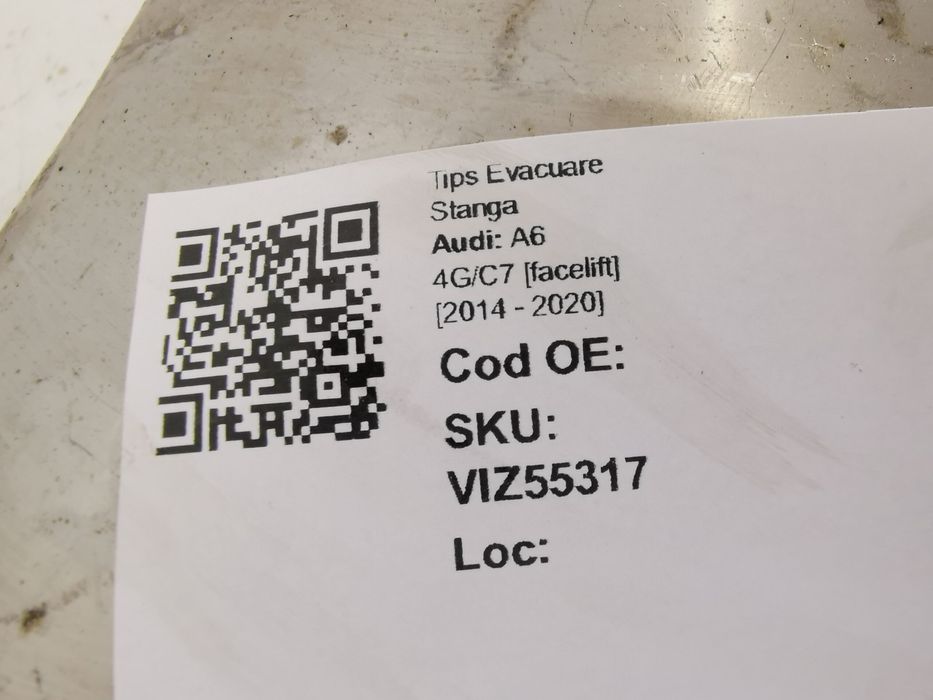 Tips Evacuare
Stanga
Audi: A6
4G/C7 [facelift]
[2014 - 2020]
Cod OE:
SKU:
VIZ55317
Loc: